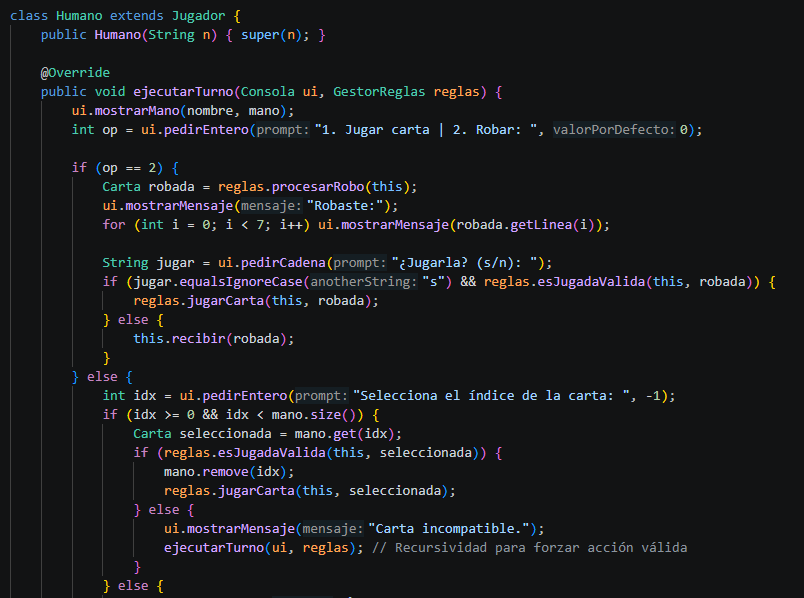 class Humano extends Jugador {
public Humano(String n) { super(n); }
@Override
public void ejecutarTurno(Consola ui, GestorReglas reglas) {
ui.mostrarMano(nombre, mano);
int op = ui.pedirEntero(prompt: "1. Jugar carta | 2. Robar: ", valorPorDefecto: 0);
if (op == 2) {
Carta robada = reglas.procesarRobo(this);
ui.mostrarMensaje(mensaje: "Robaste:");
for (int i = 0; i < 7; i++) ui.mostrarMensaje(robada.getLinea(i));
String jugar = ui.pedirCadena(prompt: "¿Jugarla? (s/n): ");
if (jugar.equalsIgnoreCase(anotherString: "s") && reglas.esJugadaValida(this, robada)) {
reglas.jugarCarta(this, robada);
} else {
this.recibir(robada);
}
} else {
int idx = ui.pedirEntero(prompt: "Selecciona el índice de la carta: ", -1);
if (idx >= 0 && idx < mano.size()) {
Carta seleccionada = mano.get(idx);
if (reglas.esJugadaValida(this, seleccionada)) {
mano.remove(idx);
reglas.jugarCarta(this, seleccionada);
} else {
ui.mostrarMensaje(mensaje: "Carta incompatible.");
ejecutarTurno(ui, reglas); // Recursividad para forzar acción válida
}
} else {